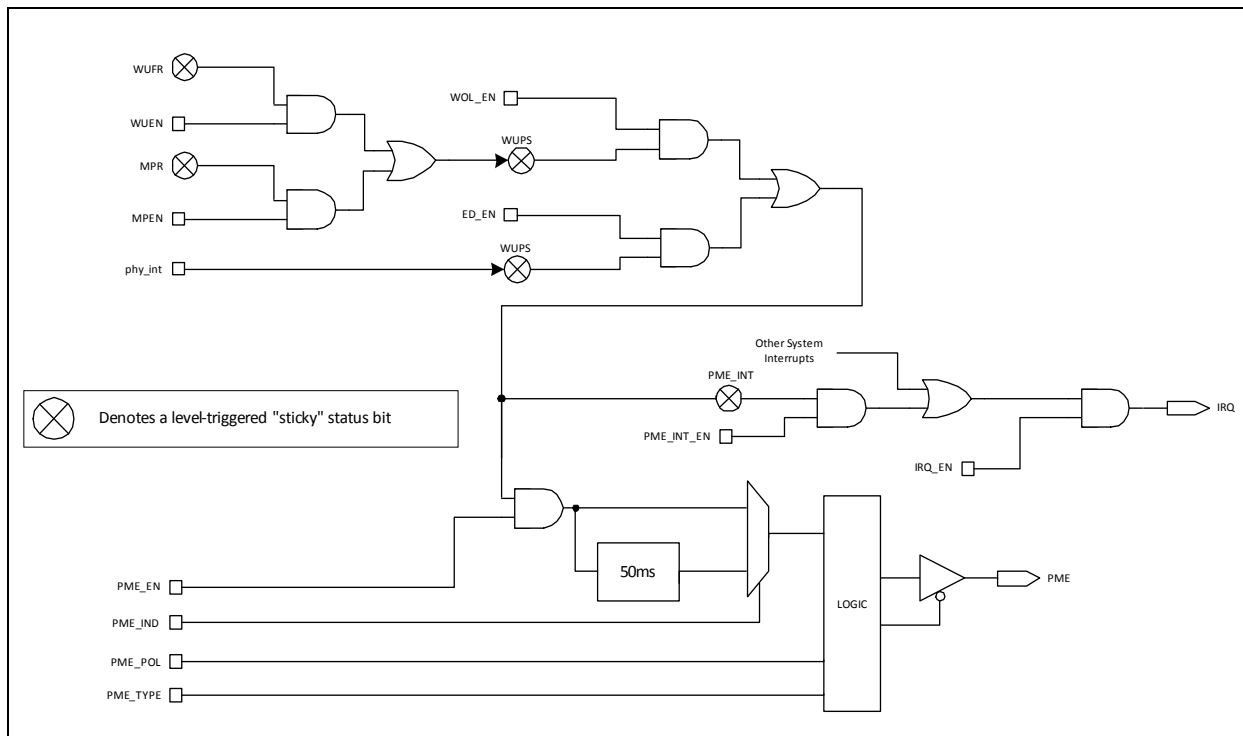 WUFR
WUEN
MPR
MPEN
phy_int
WOL_EN
WUPS
ED_EN
WUPS
Other System
Interrupts
PME_INT
PME_INT_EN
IRQ_EN
IRQ
Denotes a level-triggered "sticky" status bit
50ms
LOGIC
PME
PME_EN
PME_IND
PME_POL
PME_TYPE